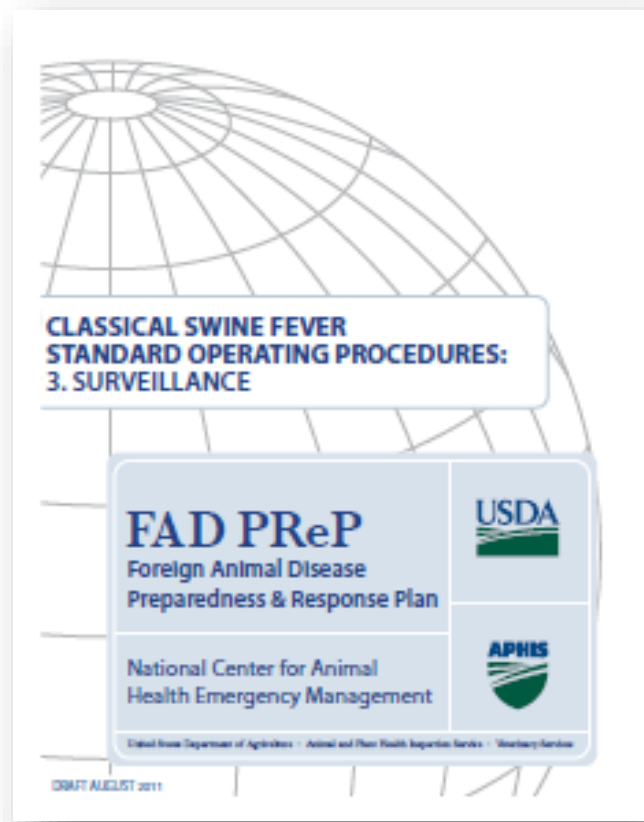 CLASSICAL SWINE FEVER
STANDARD OPERATING PROCEDURES:
3. SURVEILLANCE
FAD PReP
Foreign Animal Disease
Preparedness & Response Plan
USDA
National Center for Animal
Health Emergency Management
APHIS
United States Department of Agriculture • Animal and Plant Health Inspection Service • Veterinary Services
DRAFT AUGUST 2011